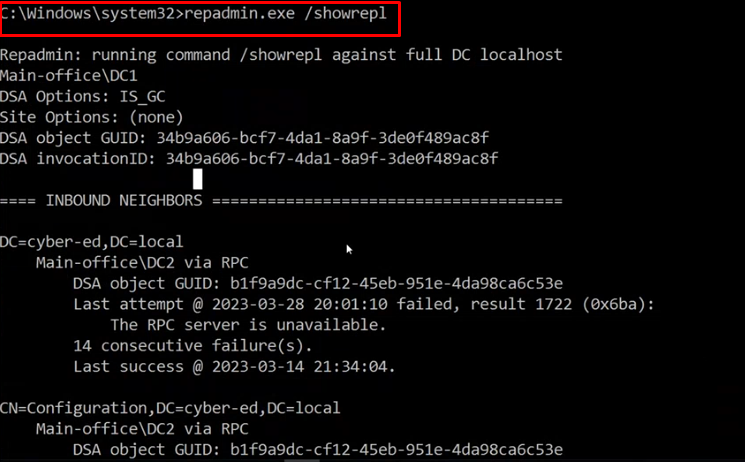 C:\Windows\system32>repadmin.exe /showrepl
Repadmin: running command /showrepl against full DC localhost
Main-office\DC1
DSA Options: IS_GC
Site Options: (none)
DSA object GUID: 34b9a606-bcf7-4da1-8a9f-3de0f489ac8f
DSA invocationID: 34b9a606-bcf7-4da1-8a9f-3de0f489ac8f
==== INBOUND NEIGHBORS ======================================
DC=cyber-ed,DC=local
Main-office\DC2 via RPC
DSA object GUID: b1f9a9dc-cf12-45eb-951e-4da98ca6c53e
Last attempt @ 2023-03-28 20:01:10 failed, result 1722 (0x6ba):
The RPC server is unavailable.
14 consecutive failure(s).
Last success @ 2023-03-14 21:34:04.
CN=Configuration,DC=cyber-ed,DC=local
Main-office\DC2 via RPC
DSA object GUID: b1f9a9dc-cf12-45eb-951e-4da98ca6c53e